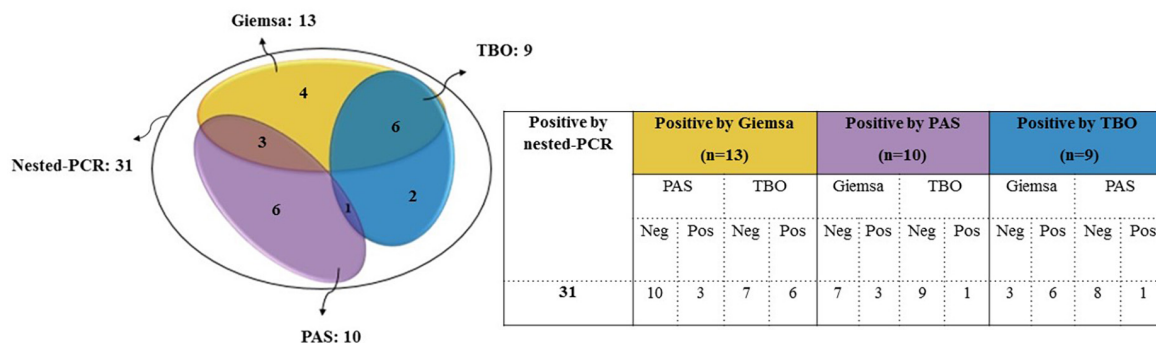 Giemsa: 13
TBO: 9
4
6
3
Nested-PCR: 31
6
2
1
PAS: 10
Positive by nested-PCR
Positive by Giemsa (n=13)
Positive by PAS (n=10)
Positive by TBO (n=9)
PAS TBO Giemsa TBO Giemsa PAS
Neg Pos Neg Pos Neg Pos Neg Pos Neg Pos Neg Pos
31 10 3 7 6 7 3 9 1 3 6 8 1